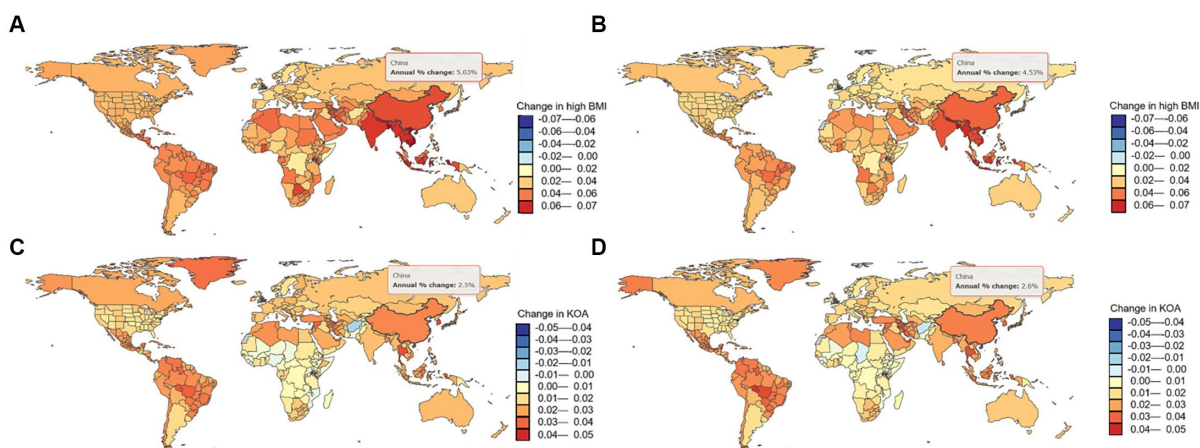 A
China
Annual % change: 5.03%
Change in high BMI
-0.07—-0.06
-0.06—-0.04
-0.04—-0.02
-0.02— 0.00
0.00— 0.02
0.02— 0.04
0.04— 0.06
0.06— 0.07
B
China
Annual % change: 4.53%
Change in high BMI
-0.07—-0.06
-0.06—-0.04
-0.04—-0.02
-0.02— 0.00
0.00— 0.02
0.02— 0.04
0.04— 0.06
0.06— 0.07
C
China
Annual % change: 2.5%
Change in KOA
-0.05—-0.04
-0.04—-0.03
-0.03—-0.02
-0.02—-0.01
-0.01— 0.00
0.00— 0.01
0.01— 0.02
0.02— 0.03
0.03— 0.04
0.04— 0.05
D
China
Annual % change: 2.6%
Change in KOA
-0.05—-0.04
-0.04—-0.03
-0.03—-0.02
-0.02—-0.01
-0.01— 0.00
0.00— 0.01
0.01— 0.02
0.02— 0.03
0.03— 0.04
0.04— 0.05